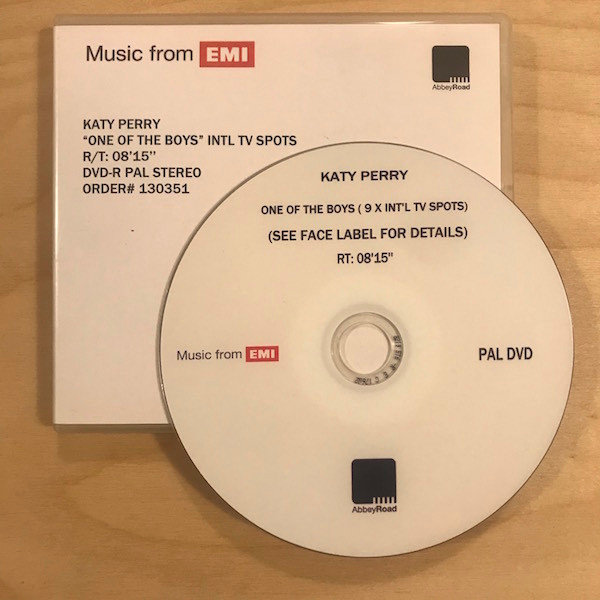 Music from EMI
AbbeyRoad
KATY PERRY
“ONE OF THE BOYS” INTL TV SPOTS
R/T: 08’15’’
DVD-R PAL STEREO
ORDER# 130351
KATY PERRY
ONE OF THE BOYS ( 9 X INT'L TV SPOTS)
(SEE FACE LABEL FOR DETAILS)
RT: 08'15"
Music from EMI
PAL DVD
AbbeyRoad